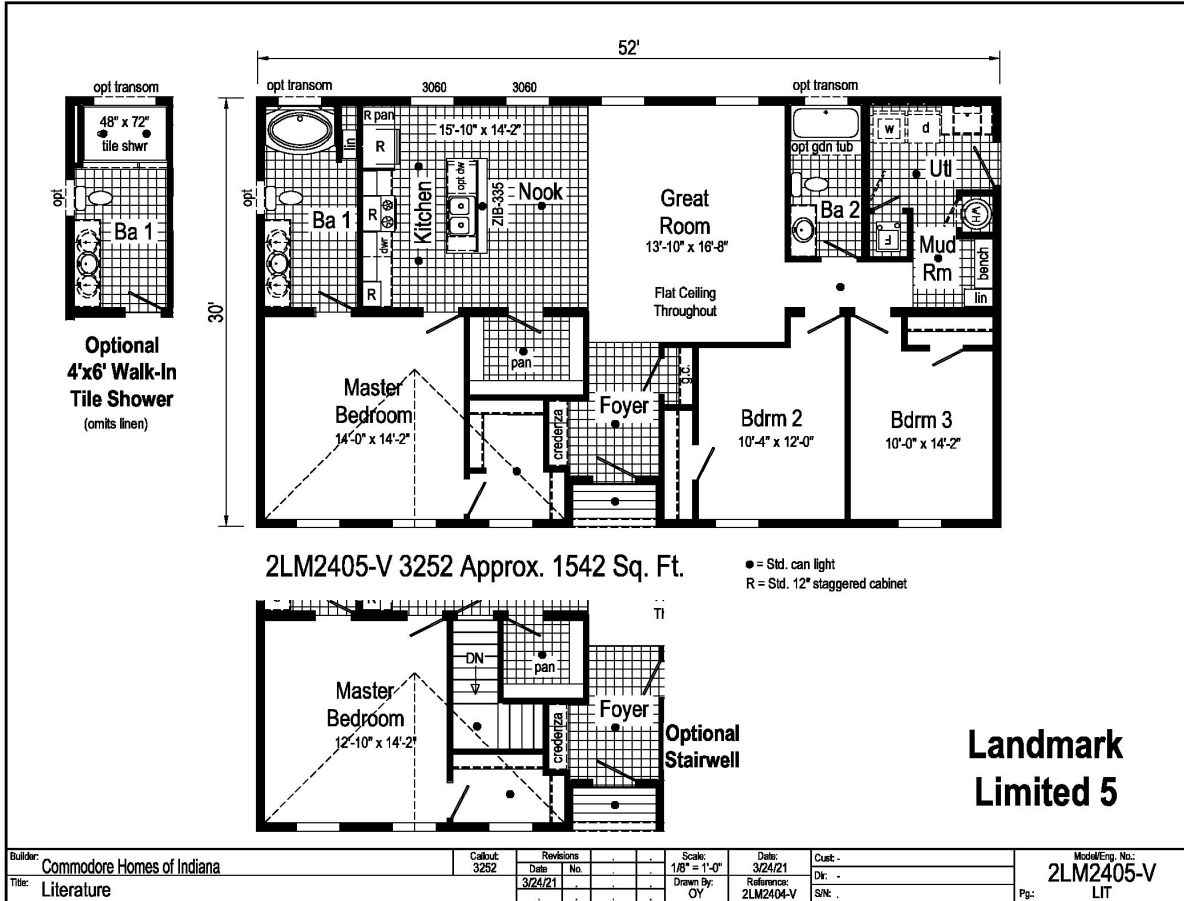 52'
opt transom
opt transom
3060
3060
opt transom
48" x 72"
tile shwr
opt
Ba 1
Optional
4'x6' Walk-In
Tile Shower
(omits linen)
30'
opt
Ba 1
lin
R pan
R
R
dwr
R
Kitchen
15'-10" x 14'-2"
opt dw
ZIB-335
Nook
Great
Room
13'-10" x 16'-8"
Flat Ceiling
Throughout
opt gdn tub
Ba 2
w
d
Utl
WH
LF
Mud
Rm
bench
lin
Master
Bedroom
14'-0" x 14'-2"
pan
credenza
Foyer
g.c.
Bdrm 2
10'-4" x 12'-0"
Bdrm 3
10'-0" x 14'-2"
2LM2405-V 3252 Approx. 1542 Sq. Ft.
● = Std. can light
R = Std. 12" staggered cabinet
Th
DN
pan
Master
Bedroom
12'-10" x 14'-2"
credenza
Foyer
Optional
Stairwell
Landmark
Limited 5
Builder: Commodore Homes of Indiana
Title: Literature
Callout:
3252
Revisions
Date No.
3/24/21
Scale:
1/8" = 1'-0"
Drawn By:
OY
Date:
3/24/21
Reference:
2LM2404-V
Cust: -
Dir: -
S/N: .
Model/Eng. No.:
2LM2405-V
Pg.: LIT